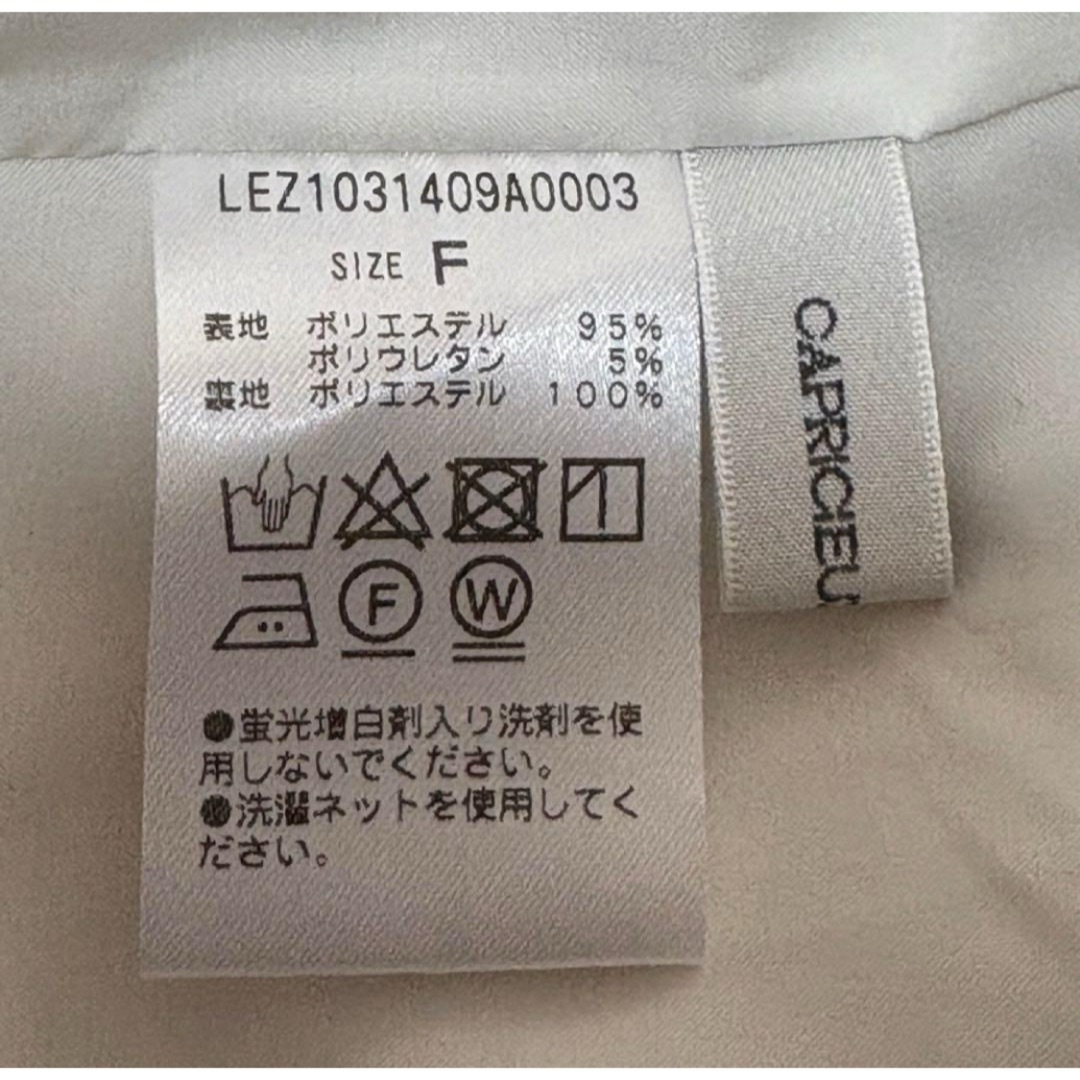 LEZ1031409A0003
SIZE F
表地 ポリエステル 95%
ポリウレタン 5%
裏地 ポリエステル 100%
F W
●蛍光増白剤入り洗剤を使
用しないでください。
●洗濯ネットを使用してく
ださい。
CAPRICIEU